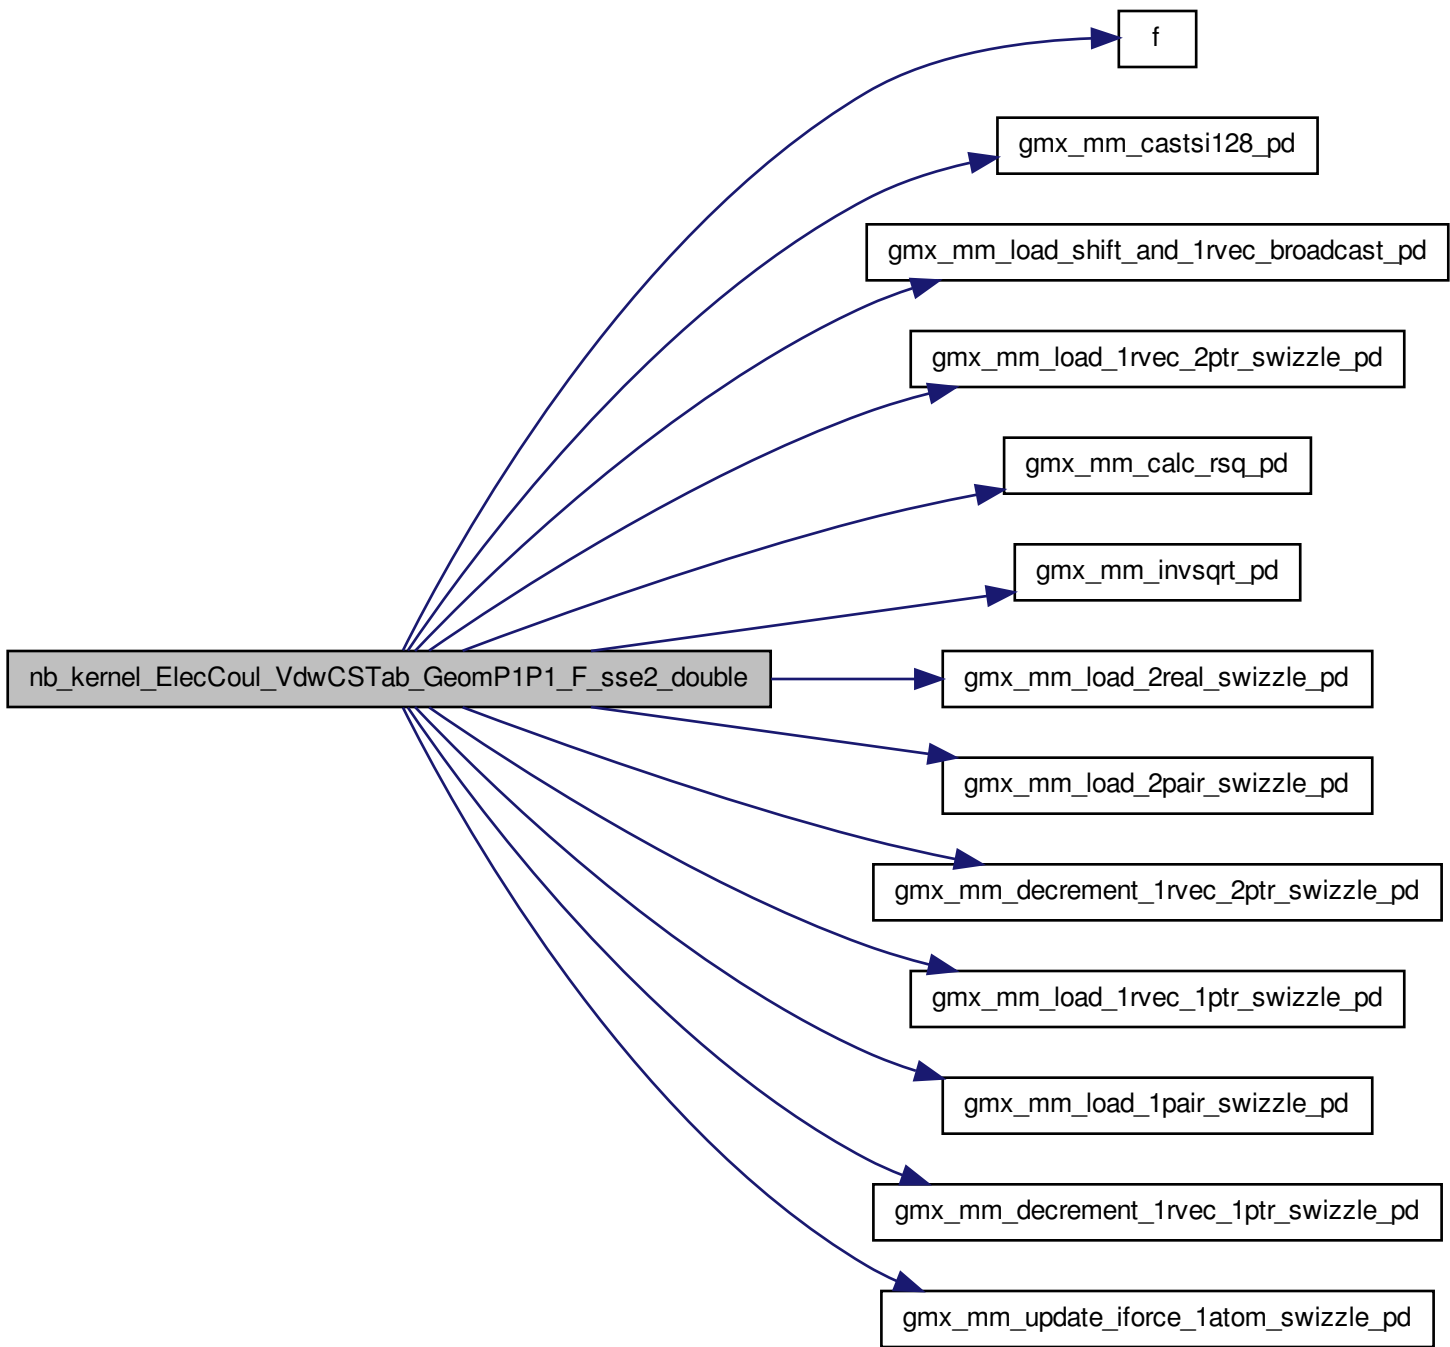 f
gmx_mm_castsi128_pd
gmx_mm_load_shift_and_1rvec_broadcast_pd
gmx_mm_load_1rvec_2ptr_swizzle_pd
gmx_mm_calc_rsq_pd
gmx_mm_invsqrt_pd
nb_kernel_ElecCoul_VdwCSTab_GeomP1P1_F_sse2_double
gmx_mm_load_2real_swizzle_pd
gmx_mm_load_2pair_swizzle_pd
gmx_mm_decrement_1rvec_2ptr_swizzle_pd
gmx_mm_load_1rvec_1ptr_swizzle_pd
gmx_mm_load_1pair_swizzle_pd
gmx_mm_decrement_1rvec_1ptr_swizzle_pd
gmx_mm_update_iforce_1atom_swizzle_pd